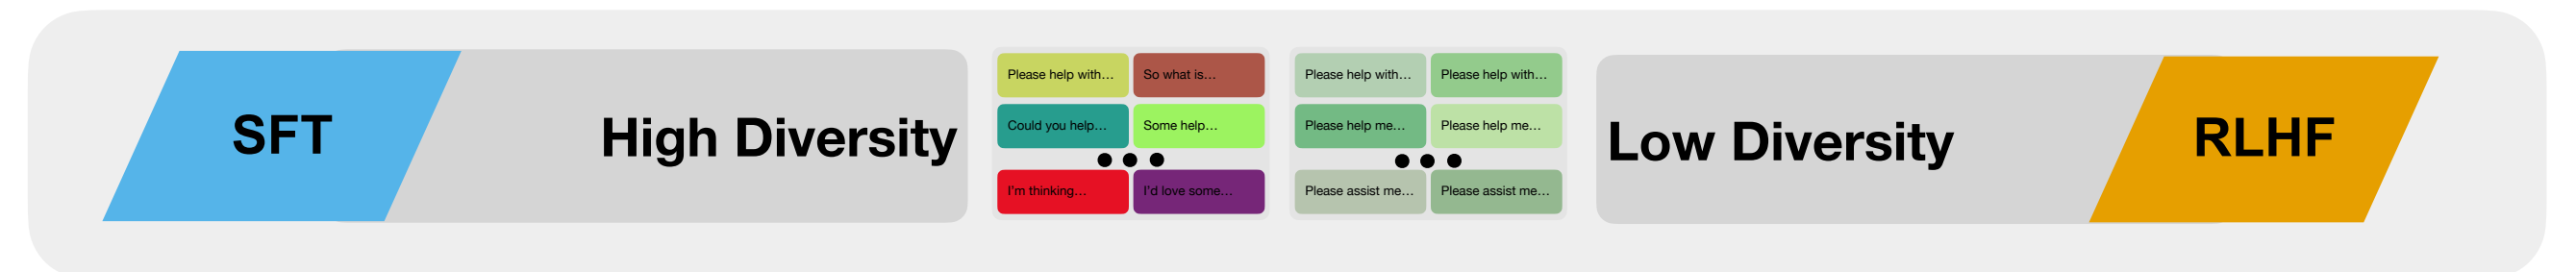 SFT
High Diversity
Please help with...
So what is...
Could you help...
Some help...
I'm thinking...
I'd love some...
Please help with...
Please help with...
Please help me...
Please help me...
Please assist me...
Please assist me...
Low Diversity
RLHF